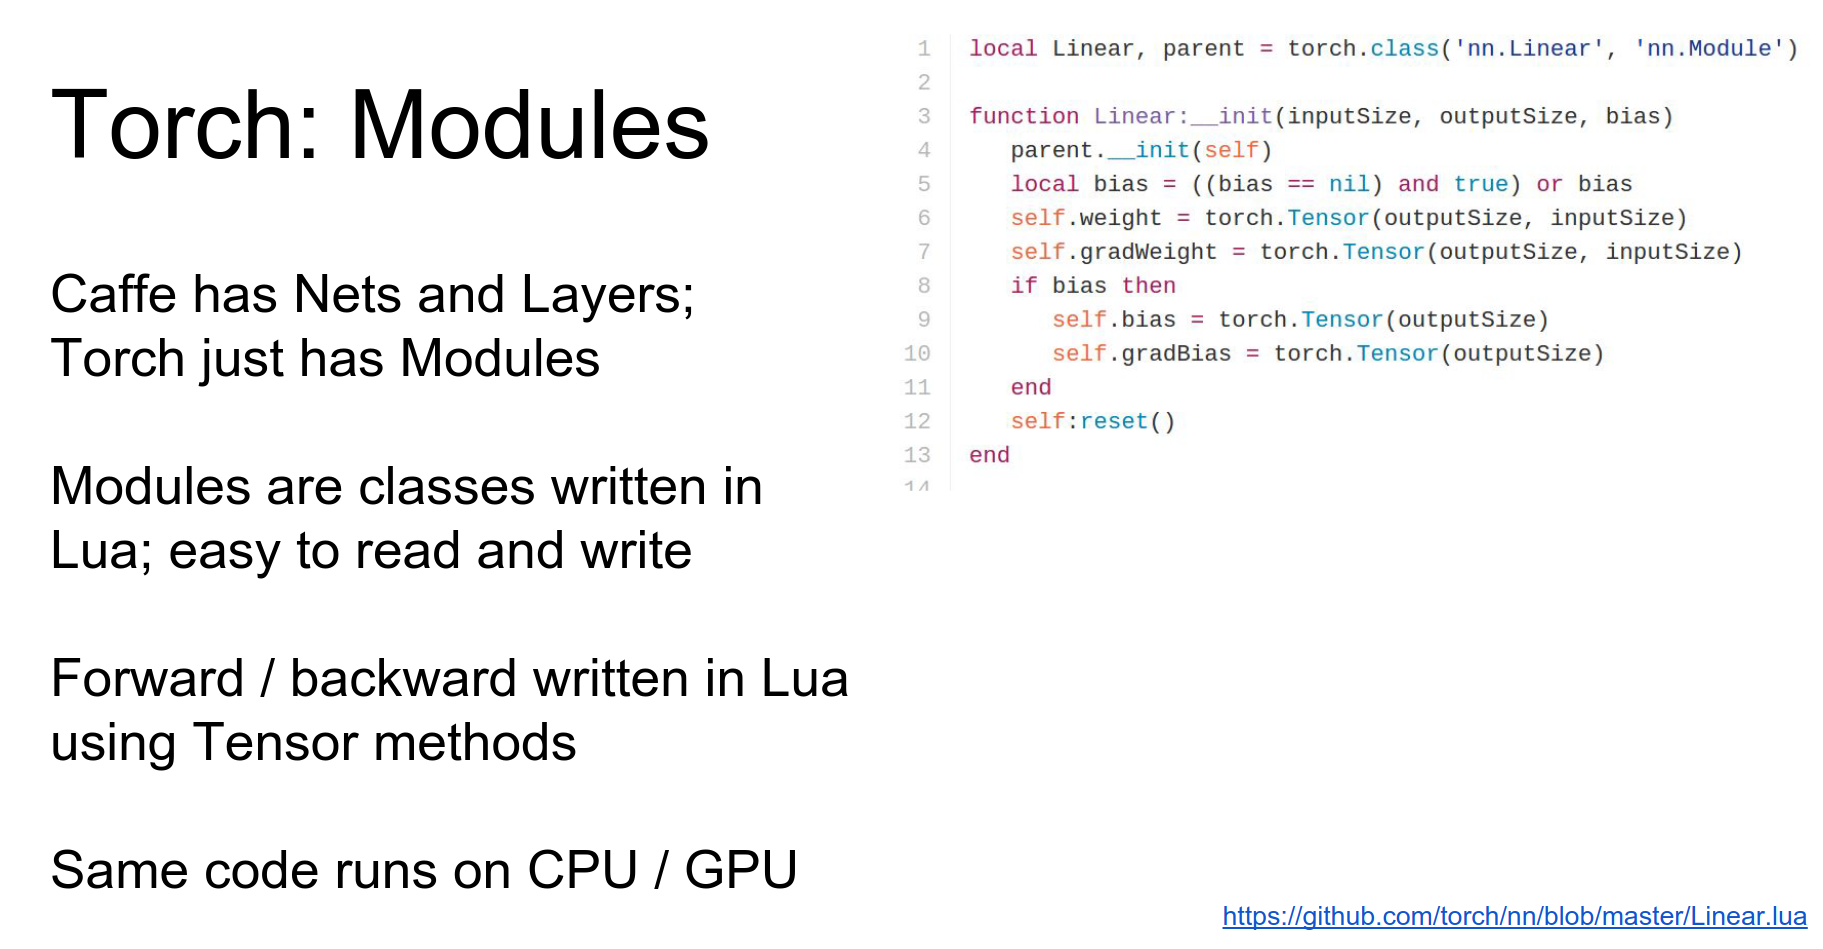 Torch: Modules
Caffe has Nets and Layers;
Torch just has Modules
Modules are classes written in
Lua; easy to read and write
Forward / backward written in Lua
using Tensor methods
Same code runs on CPU / GPU
1 local Linear, parent = torch.class('nn.Linear', 'nn.Module')
2
3 function Linear:__init(inputSize, outputSize, bias)
4    parent.__init(self)
5    local bias = ((bias == nil) and true) or bias
6    self.weight = torch.Tensor(outputSize, inputSize)
7    self.gradWeight = torch.Tensor(outputSize, inputSize)
8    if bias then
9       self.bias = torch.Tensor(outputSize)
10       self.gradBias = torch.Tensor(outputSize)
11    end
12    self:reset()
13 end
14
https://github.com/torch/nn/blob/master/Linear.lua